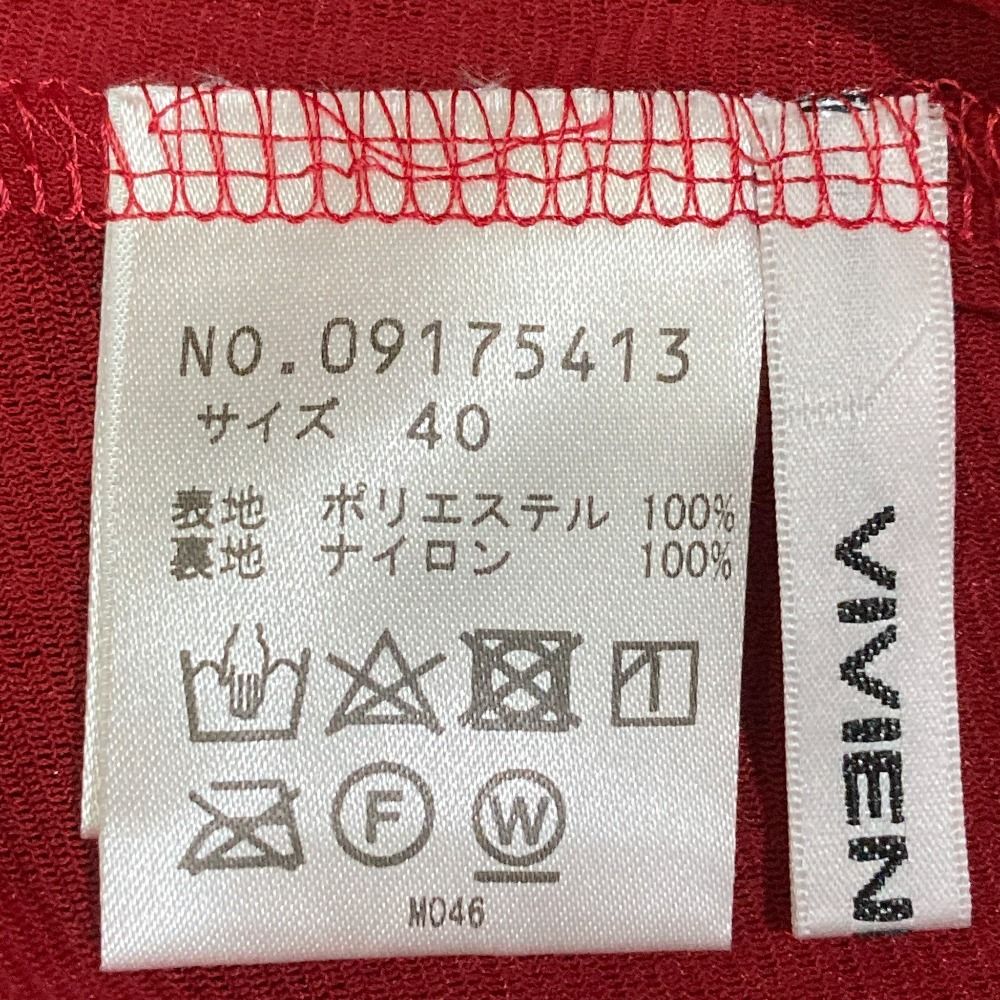 NO.09175413
サイズ 40
表地 ポリエステル 100%
裏地 ナイロン 100%
F W
M046
VIVIEN